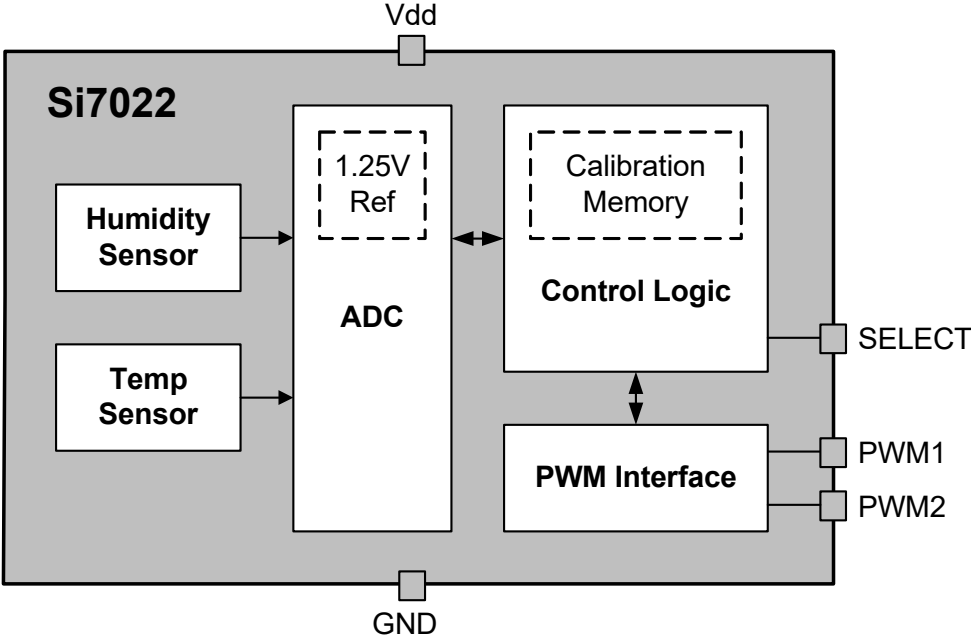 Vdd
Si7022
1.25V
Ref
Calibration
Memory
Humidity
Sensor
Control Logic
ADC
SELECT
Temp
Sensor
PWM Interface
PWM1
PWM2
GND